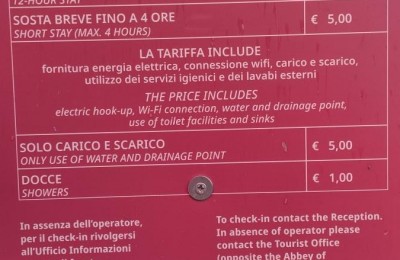 12-HOUR STAY
SOSTA BREVE FINO A 4 ORE € 5,00
SHORT STAY (MAX. 4 HOURS)
LA TARIFFA INCLUDE
fornitura energia elettrica, connessione wifi, carico e scarico,
utilizzo dei servizi igienici e dei lavabi esterni
THE PRICE INCLUDES
electric hook-up, Wi-Fi connection, water and drainage point,
use of toilet facilities and sinks
SOLO CARICO E SCARICO € 5,00
ONLY USE OF WATER AND DRAINAGE POINT
DOCCE € 1,00
SHOWERS
In assenza dell'operatore,
per il check-in rivolgersi
all'Ufficio Informazioni
To check-in contact the Reception.
In absence of operator please
contact the Tourist Office
(opposite the Abbey of